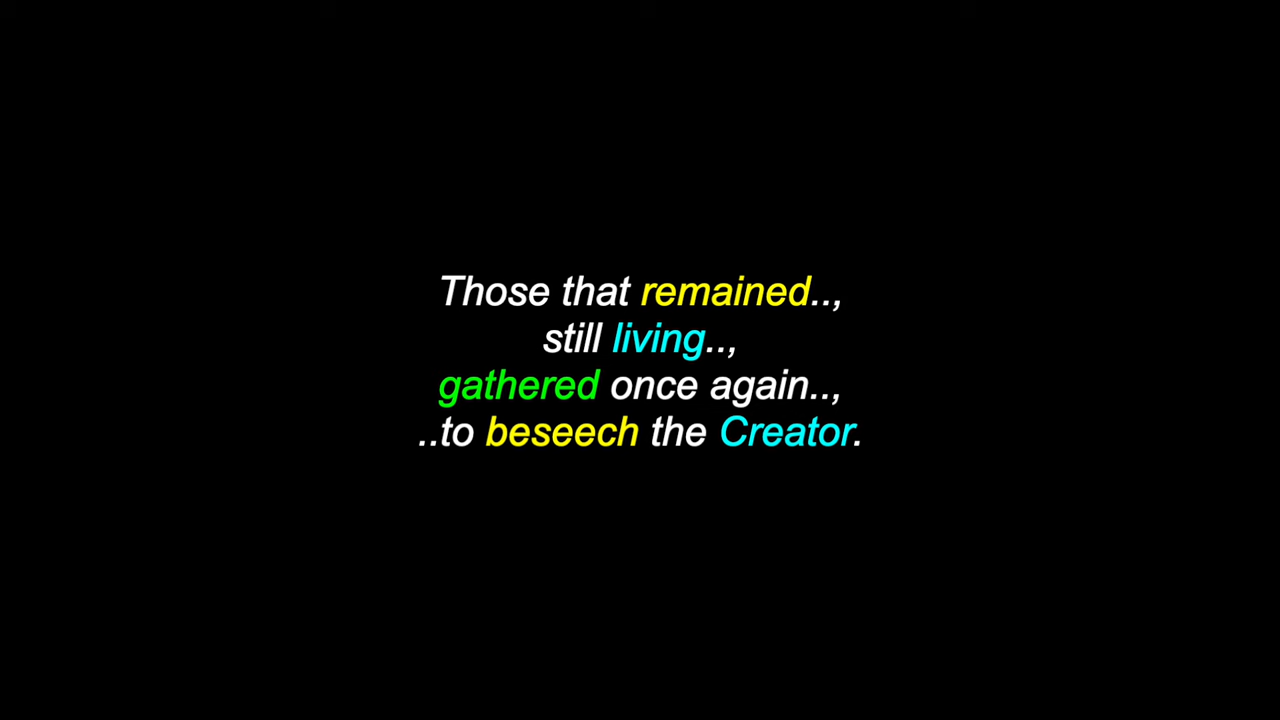 Those that remained..,
still living..,
gathered once again..,
..to beseech the Creator.